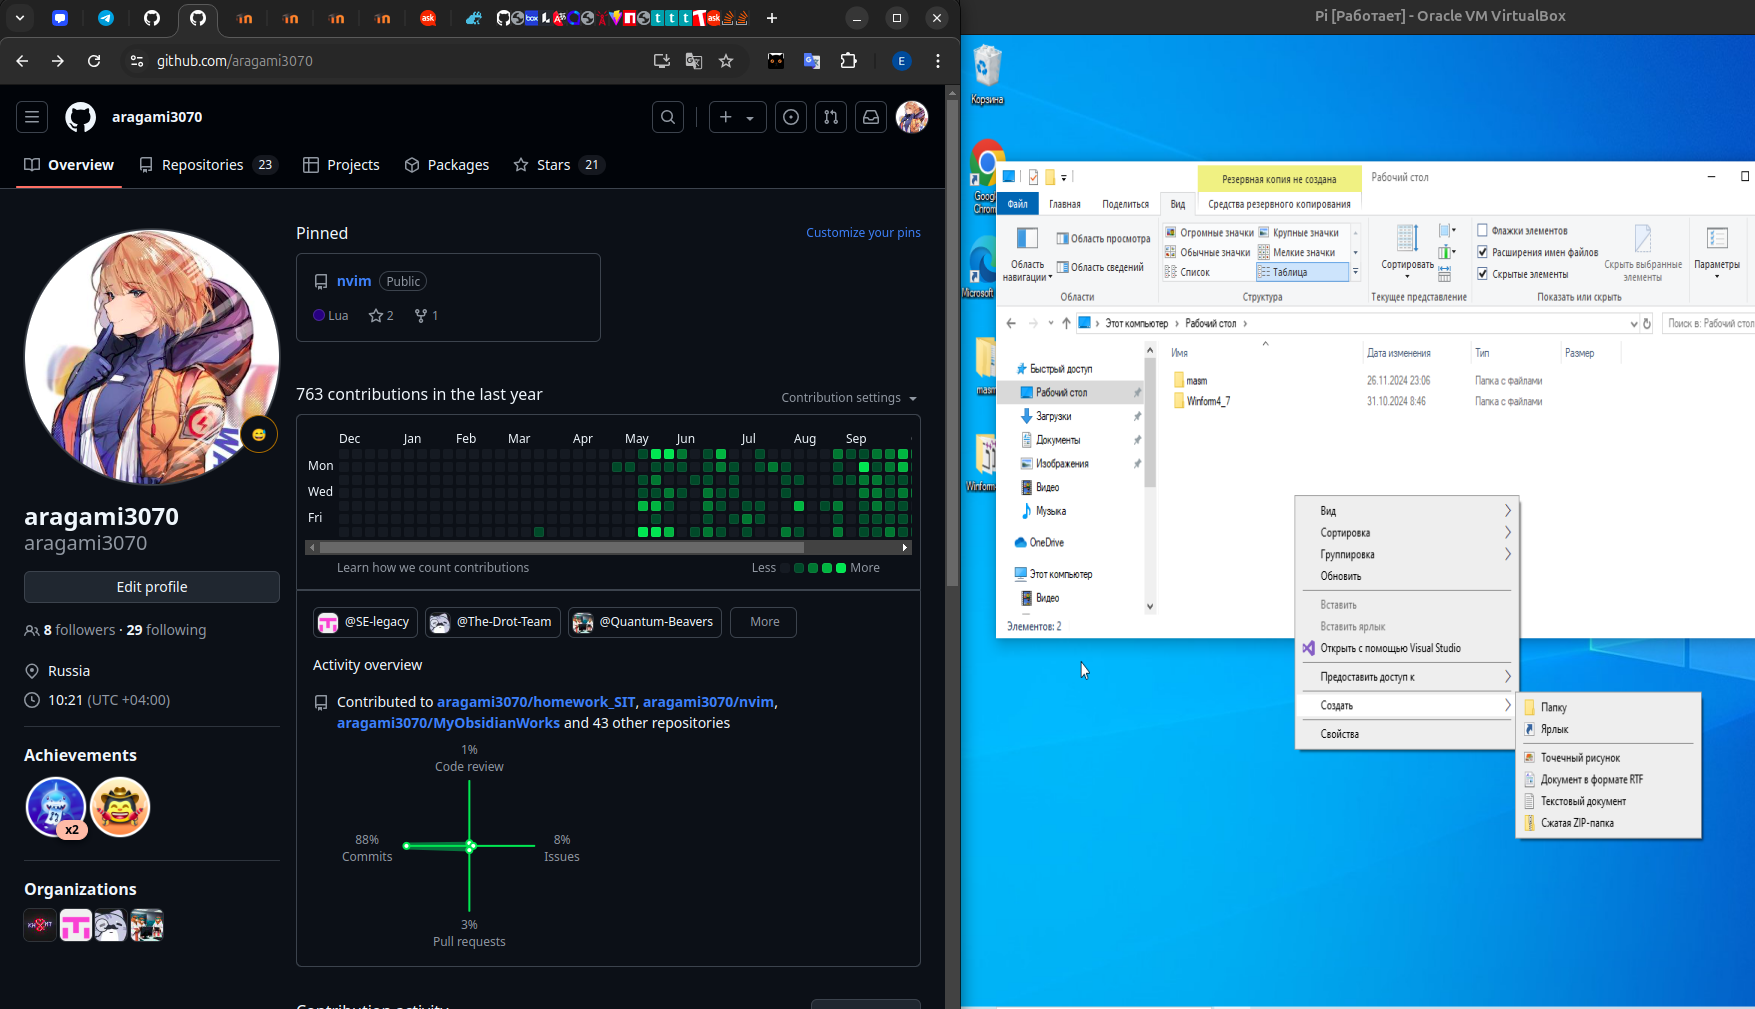 github.com/aragami3070
E
aragami3070
Overview
Repositories 23
Projects
Packages
Stars 21
Pinned
Customize your pins
nvim Public
Lua 2 1
763 contributions in the last year
Contribution settings
Dec Jan Feb Mar Apr May Jun Jul Aug Sep
Mon
Wed
Fri
Learn how we count contributions
Less More
aragami3070
aragami3070
Edit profile
8 followers · 29 following
Russia
10:21 (UTC +04:00)
Achievements
x2
Organizations
@SE-legacy @The-Drot-Team @Quantum-Beavers More
Activity overview
Contributed to aragami3070/homework_SIT, aragami3070/nvim,
aragami3070/MyObsidianWorks and 43 other repositories
1%
Code review
88%
Commits
8%
Issues
3%
Pull requests
Contribution activity
Pi [Работает] - Oracle VM VirtualBox
Корзина
Microsoft
Резервная копия не создана
Рабочий стол
Файл Главная Поделиться Вид Средства резервного копирования
Область
навигации
Область просмотра
Область сведений
Области
Огромные значки Крупные значки
Обычные значки Мелкие значки
Список Таблица
Структура
Сортировать
Текущее представление
Флажки элементов
Расширения имен файлов
Скрытые элементы
Скрыть выбранные
элементы
Показать или скрыть
Параметры
Этот компьютер › Рабочий стол ›
Поиск в: Рабочий стол
Имя Дата изменения Тип Размер
masm 26.11.2024 23:06 Папка с файлами
Winform4_7 31.10.2024 8:46 Папка с файлами
Быстрый доступ
Рабочий стол
Загрузки
Документы
Изображения
Видео
Музыка
OneDrive
Этот компьютер
Видео
Элементов: 2
Вид
Сортировка
Группировка
Обновить
Вставить
Вставить ярлык
Открыть с помощью Visual Studio
Предоставить доступ к
Создать
Свойства
Папку
Ярлык
Точечный рисунок
Документ в формате RTF
Текстовый документ
Сжатая ZIP-папка